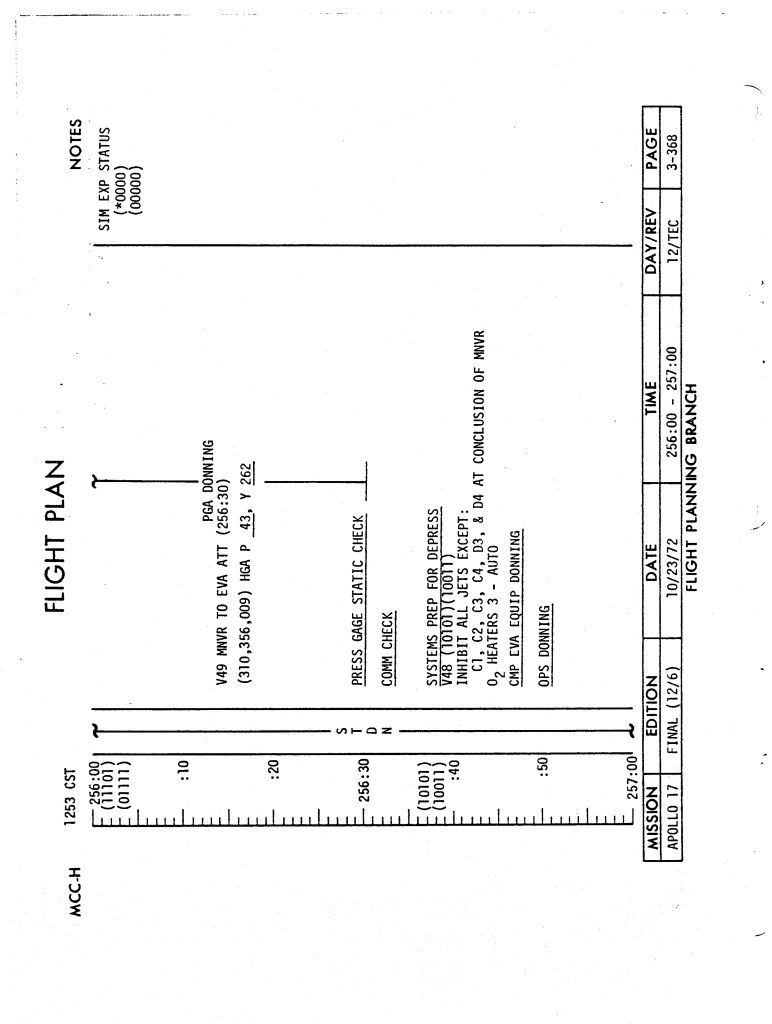 FLIGHT PLAN
MCC-H
1253 CST
NOTES
256:00
(11101)
(01111)
:10
:20
256:30
(10101)
(10011)
:40
:50
257:00
S
T
D
N
PGA DONNING
V49 MNVR TO EVA ATT (256:30)
(310,356,009) HGA P 43, Y 262
PRESS GAGE STATIC CHECK
COMM CHECK
SYSTEMS PREP FOR DEPRESS
V48 (10101)(10011)
INHIBIT ALL JETS EXCEPT:
C1, C2, C3, C4, D3, & D4 AT CONCLUSION OF MNVR
O2 HEATERS 3 - AUTO
CMP EVA EQUIP DONNING
OPS DONNING
SIM EXP STATUS
(*0000)
(00000)
MISSION EDITION DATE TIME DAY/REV PAGE
APOLLO 17 FINAL (12/6) 10/23/72 256:00 - 257:00 12/TEC 3-368
FLIGHT PLANNING BRANCH